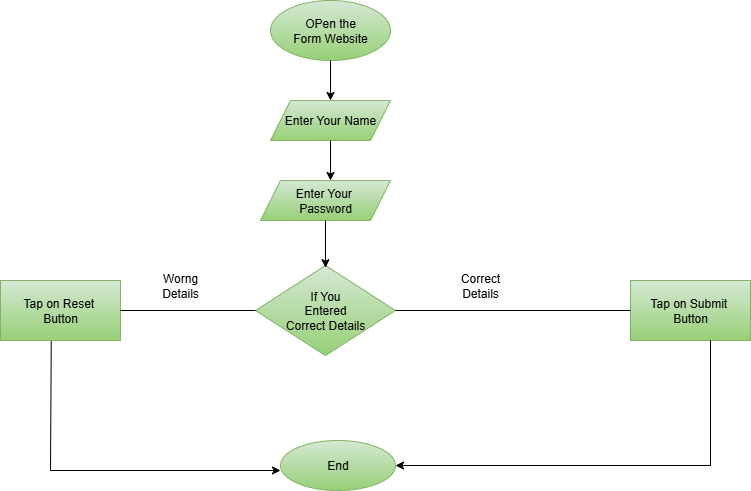 OPen the
Form Website
Enter Your Name
Enter Your
Password
Worng
Details
Correct
Details
Tap on Reset
Button
If You
Entered
Correct Details
Tap on Submit
Button
End